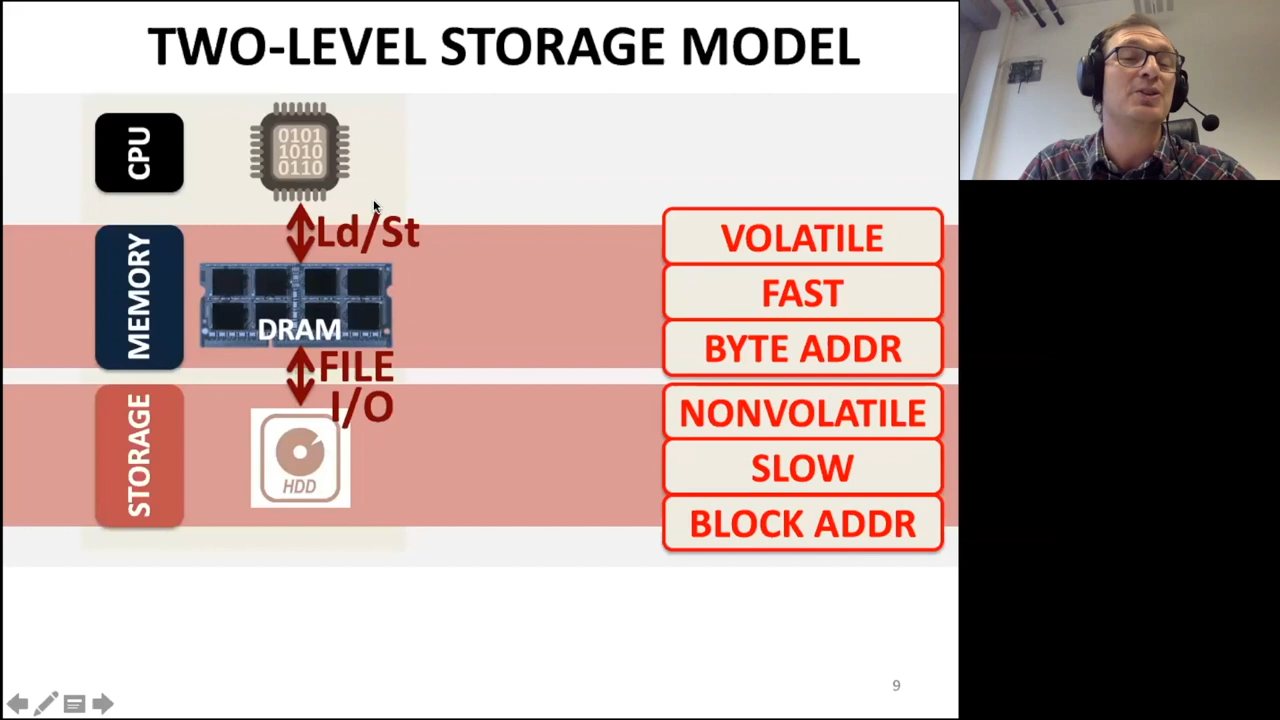 TWO-LEVEL STORAGE MODEL
CPU
0101
1010
0110
Ld/St
MEMORY
DRAM
VOLATILE
FAST
BYTE ADDR
FILE
I/O
STORAGE
HDD
NONVOLATILE
SLOW
BLOCK ADDR
9